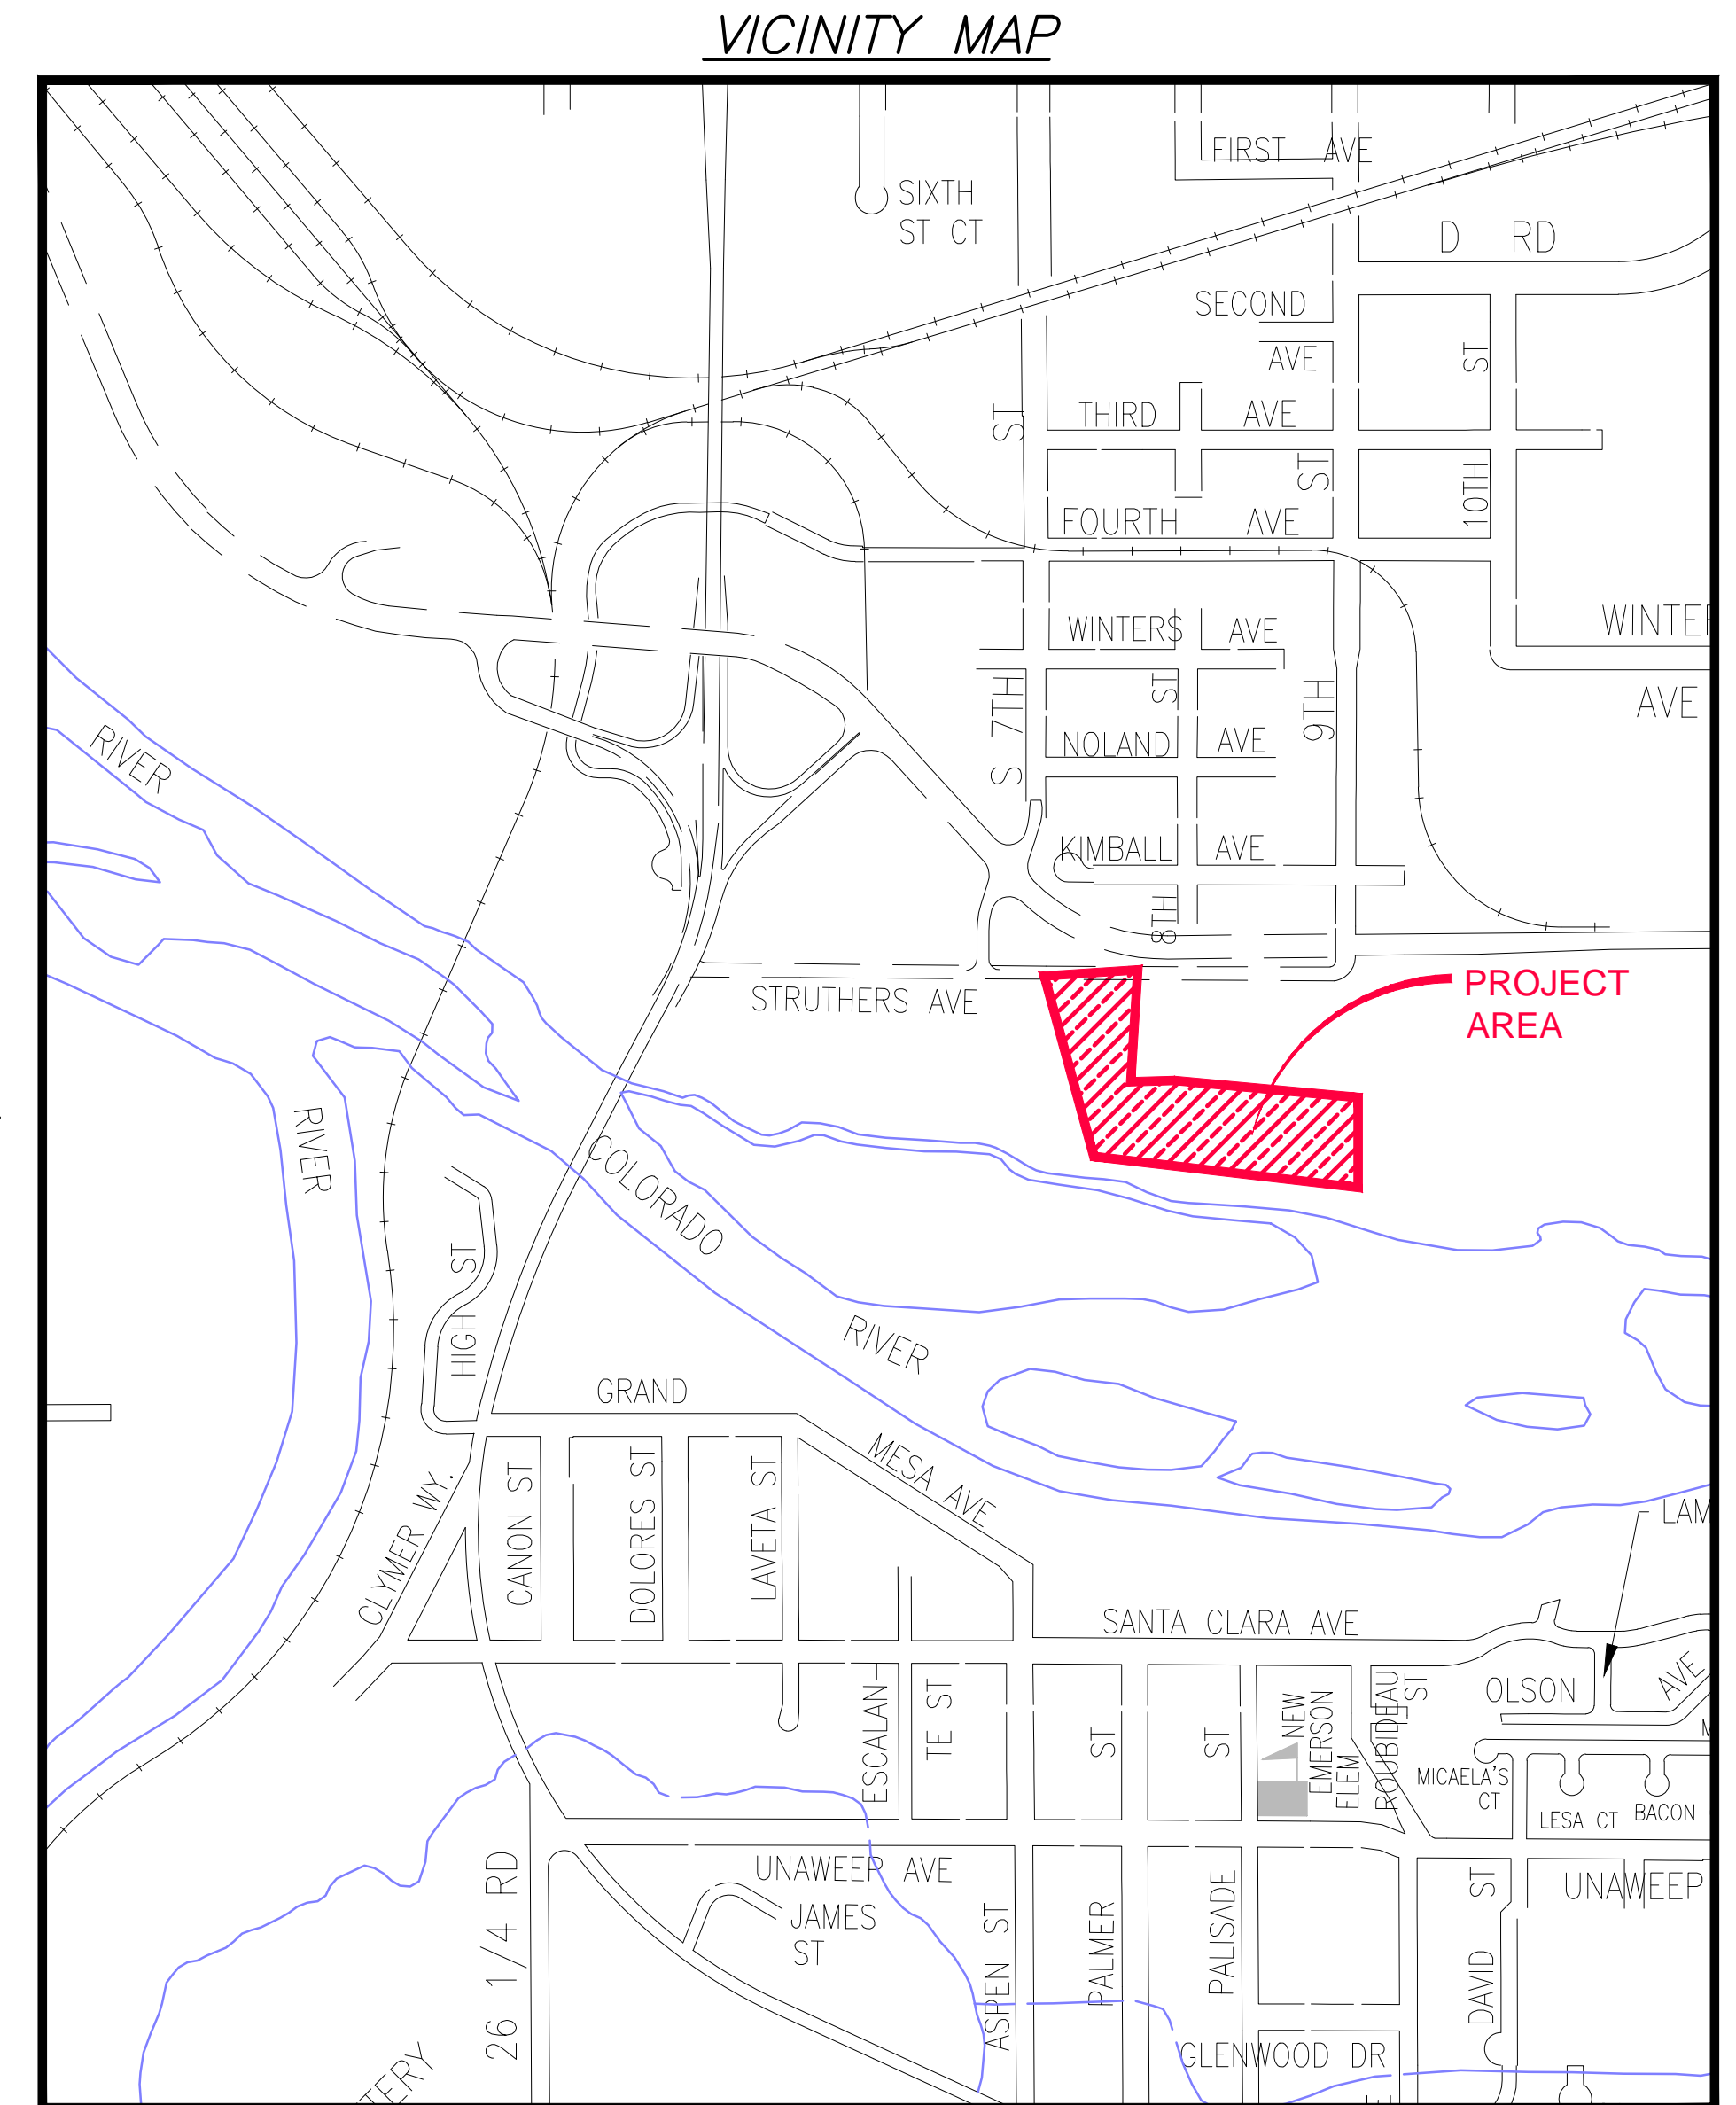 VICINITY MAP
FIRST AVE
SIXTH
ST CT
D RD
SECOND
AVE
ST
THIRD AVE
ST
ST
10TH
FOURTH AVE
WINTERS AVE
WINTER
AVE
S 7TH
ST
9TH
NOLAND AVE
RIVER
KIMBALL AVE
8TH
STRUTHERS AVE
PROJECT
AREA
RIVER
COLORADO
RIVER
HIGH ST
GRAND
MESA AVE
CLYMER WY.
CANON ST
DOLORES ST
LAVETA ST
LAM
SANTA CLARA AVE
ESCALAN-
TE ST
ST
ST
NEW
EMERSON
ELEM
ROUBIDEAU
ST
OLSON
AVE
M
MICAELA'S
CT
LESA CT
BACON
UNAWEEP AVE
UNAWEEP
JAMES
ST
26 1/4 RD
ASPEN ST
PALMER
PALISADE
DAVID ST
GLENWOOD DR
TERY